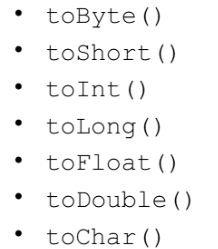 • toByte()
• toShort()
• toInt()
• toLong()
• toFloat()
• toDouble()
• toChar()